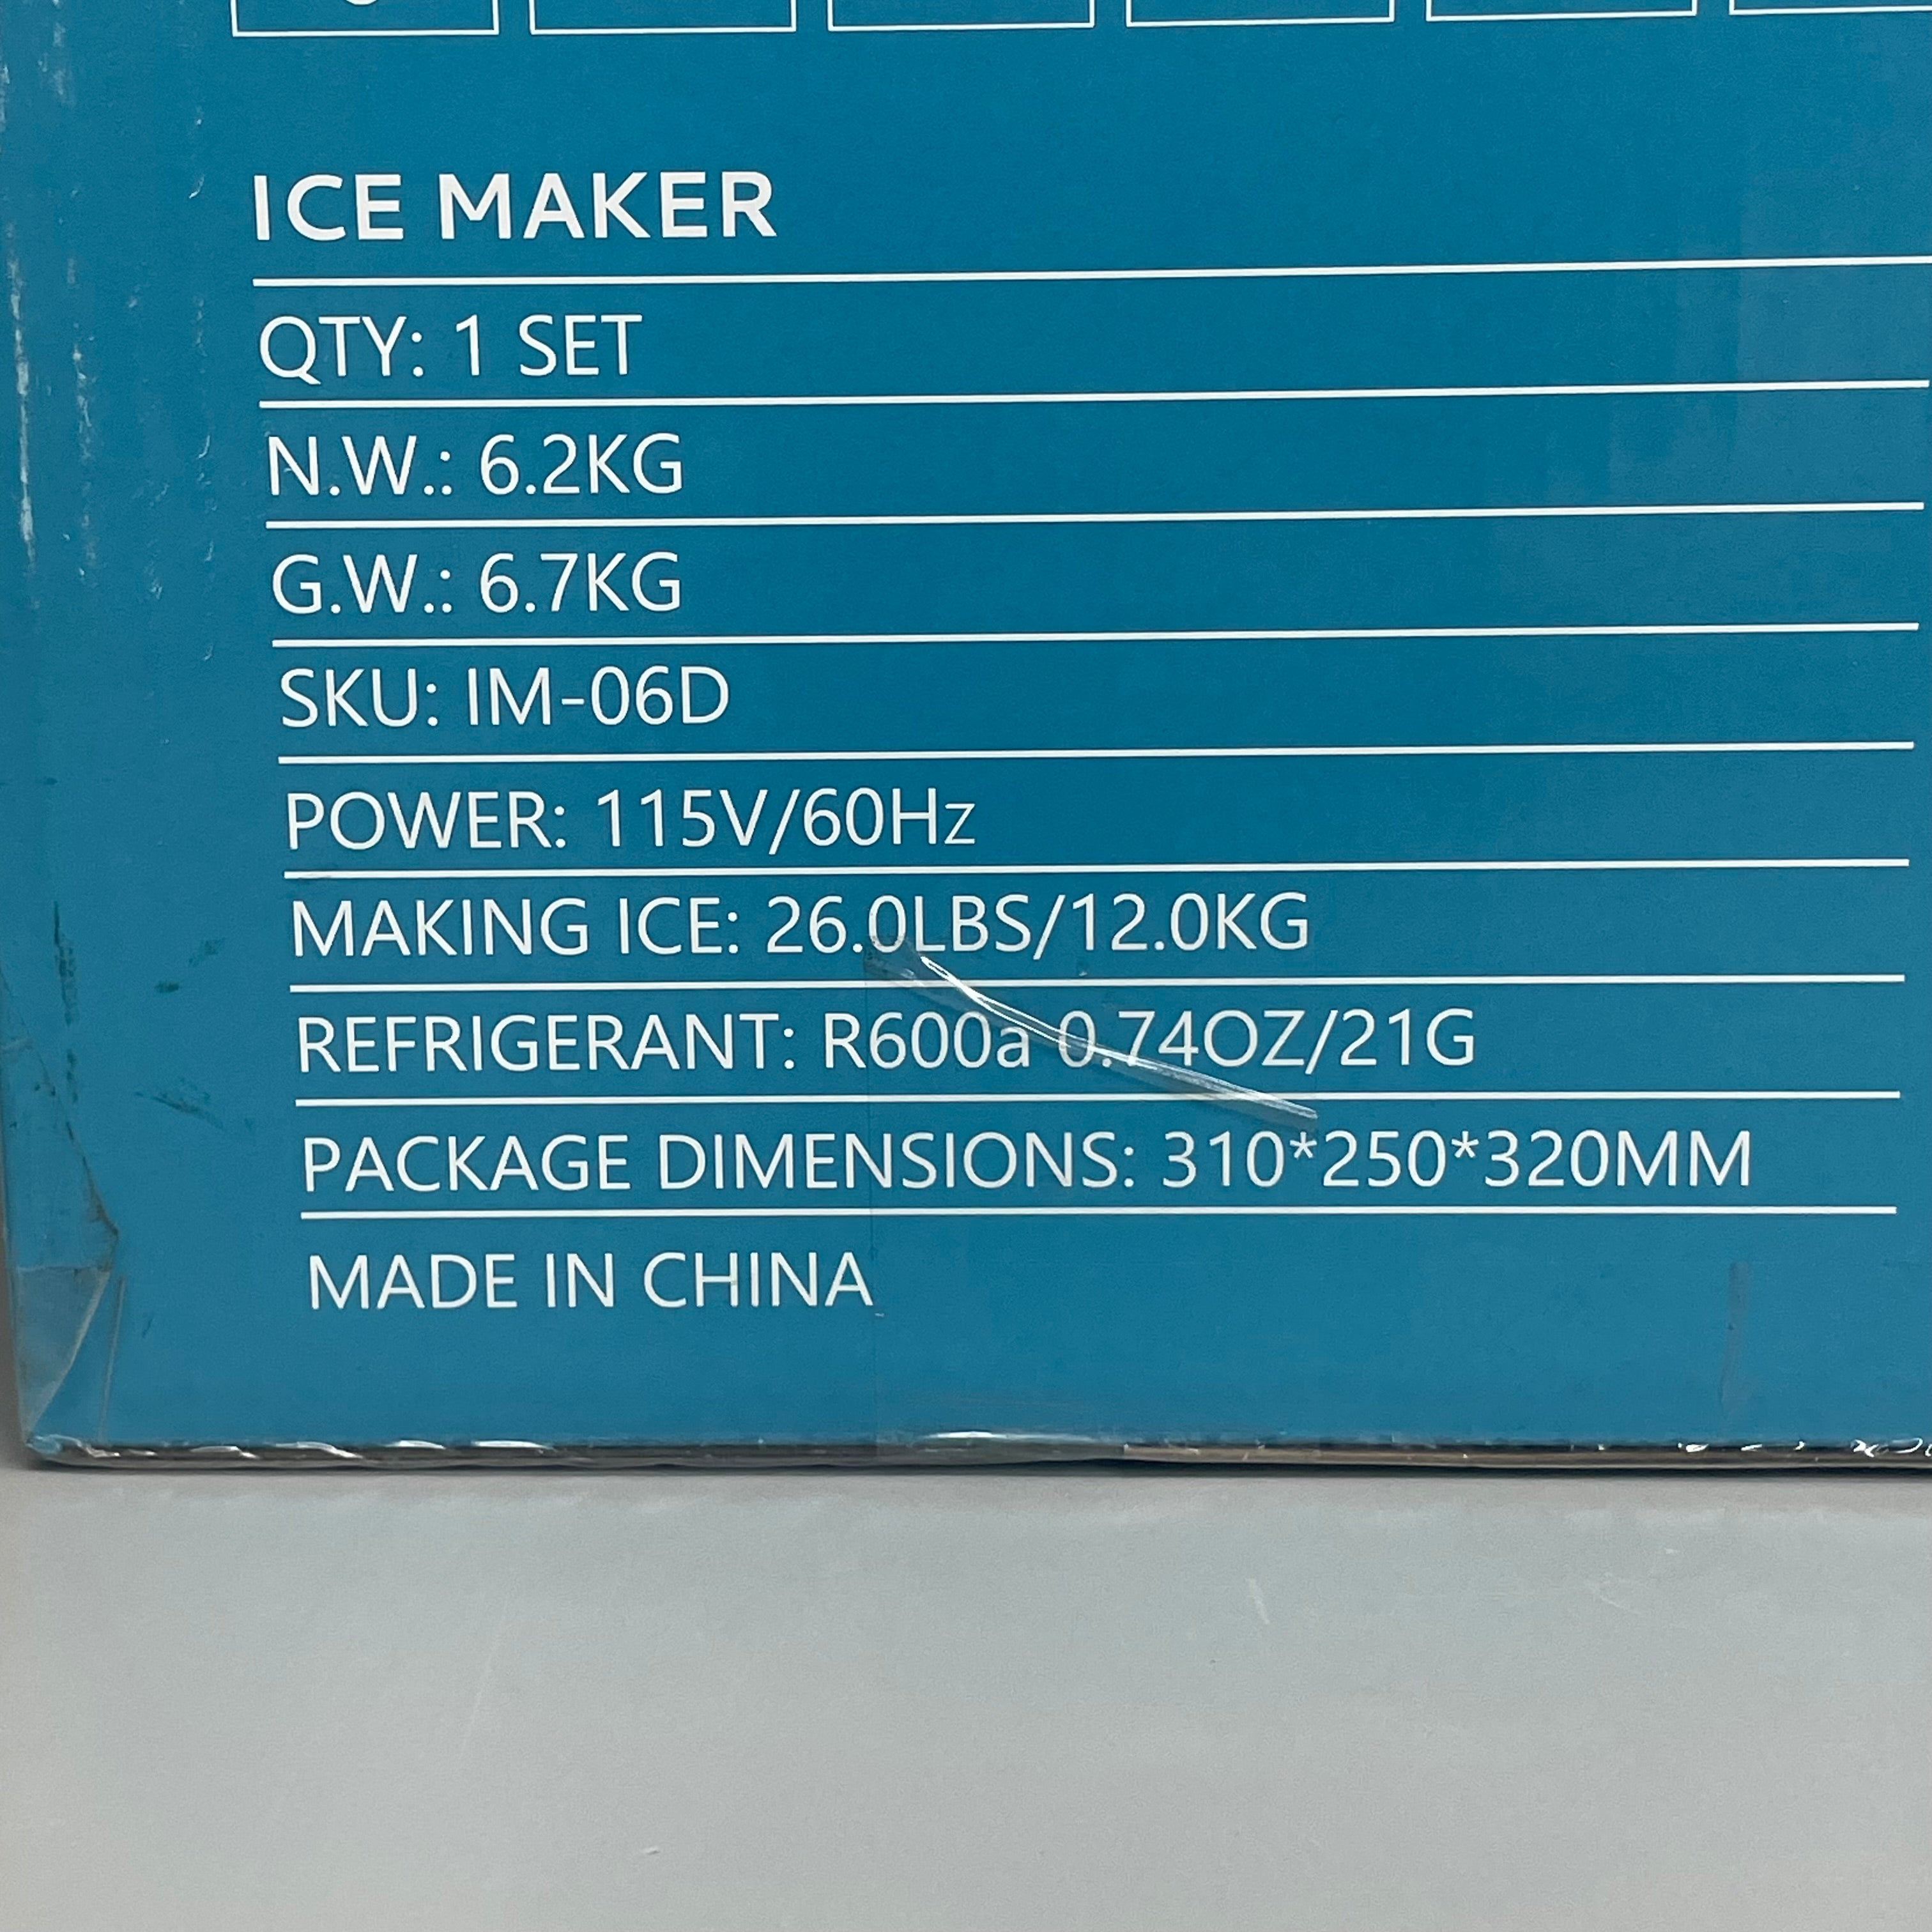 ICE MAKER
QTY: 1 SET
N.W.: 6.2KG
G.W.: 6.7KG
SKU: IM-06D
POWER: 115V/60Hz
MAKING ICE: 26.0LBS/12.0KG
REFRIGERANT: R600a 0.74OZ/21G
PACKAGE DIMENSIONS: 310*250*320MM
MADE IN CHINA